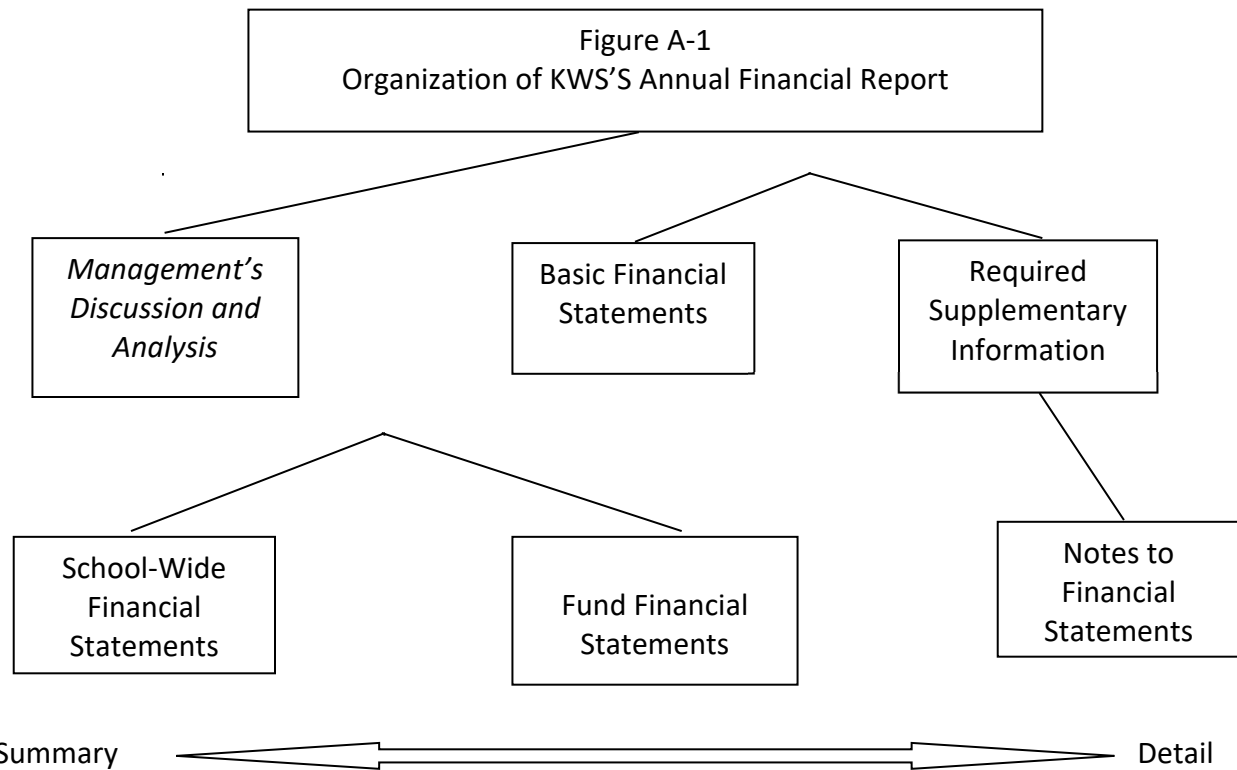 Figure A-1
Organization of KWS'S Annual Financial Report
Management's
Discussion and
Analysis
Basic Financial
Statements
Required
Supplementary
Information
School-Wide
Financial
Statements
Fund Financial
Statements
Notes to
Financial
Statements
Summary
Detail